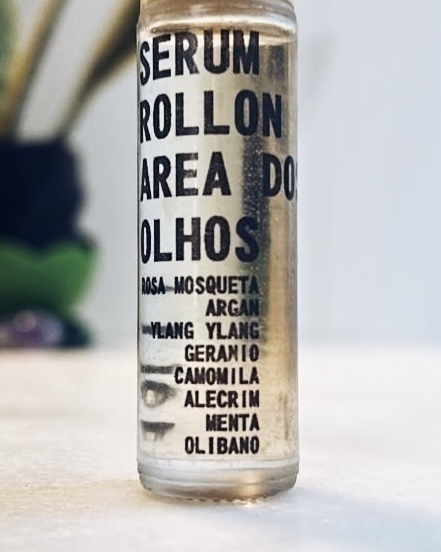 SERUM
ROLLON
AREA DOS
OLHOS
ROSA MOSQUETA
ARGAN
YLANG YLANG
GERANIO
CAMOMILA
ALECRIM
MENTA
OLIBANO